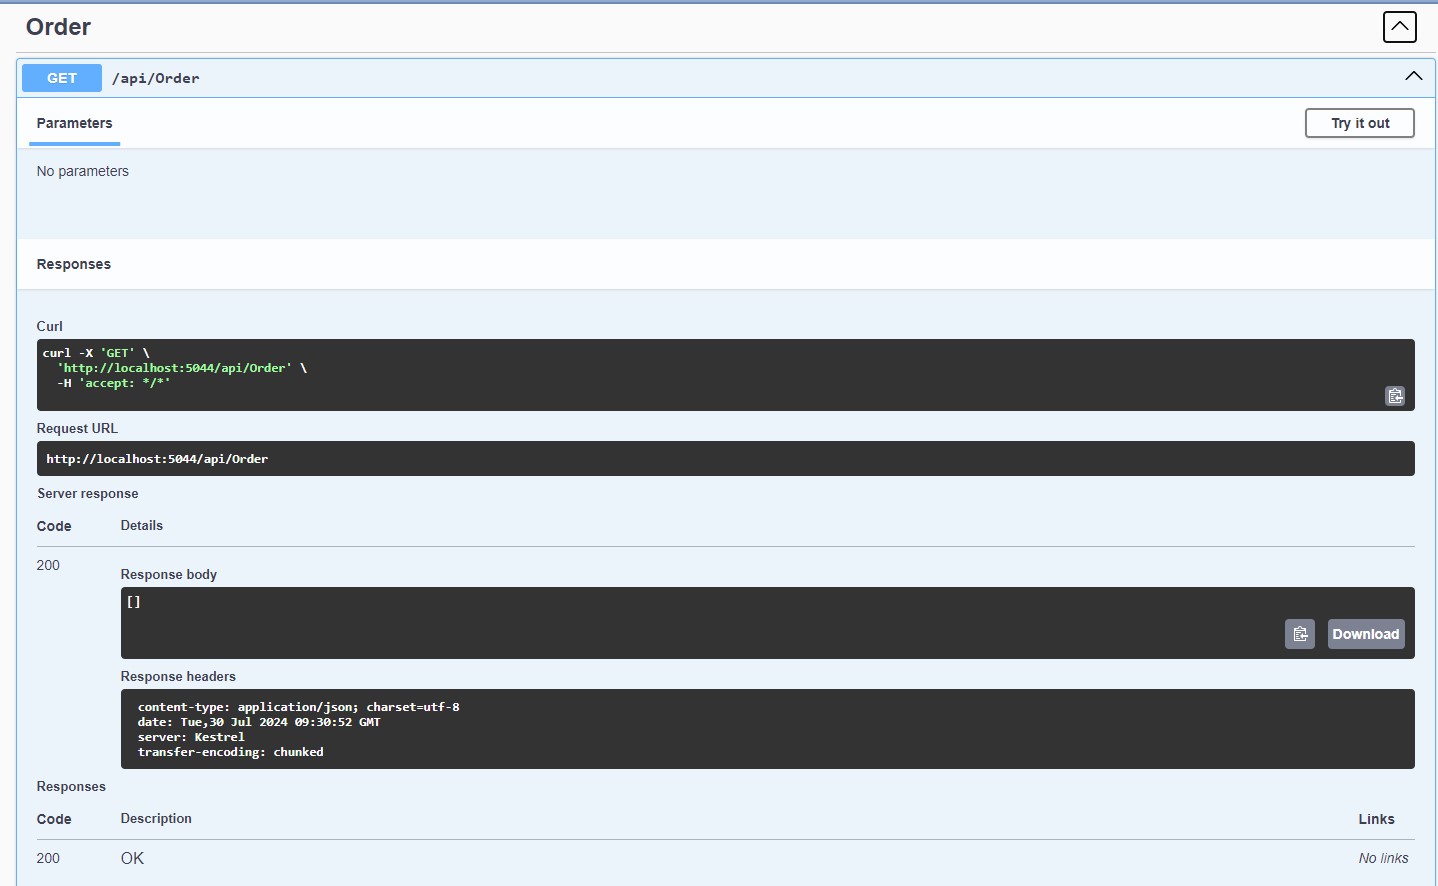 Order
GET /api/Order
Parameters
Try it out
No parameters
Responses
Curl
curl -X 'GET' \
'http://localhost:5044/api/Order' \
-H 'accept: */*'
Request URL
http://localhost:5044/api/Order
Server response
Code Details
200
Response body
[]
Download
Response headers
content-type: application/json; charset=utf-8
date: Tue,30 Jul 2024 09:30:52 GMT
server: Kestrel
transfer-encoding: chunked
Responses
Code Description Links
200 OK No links